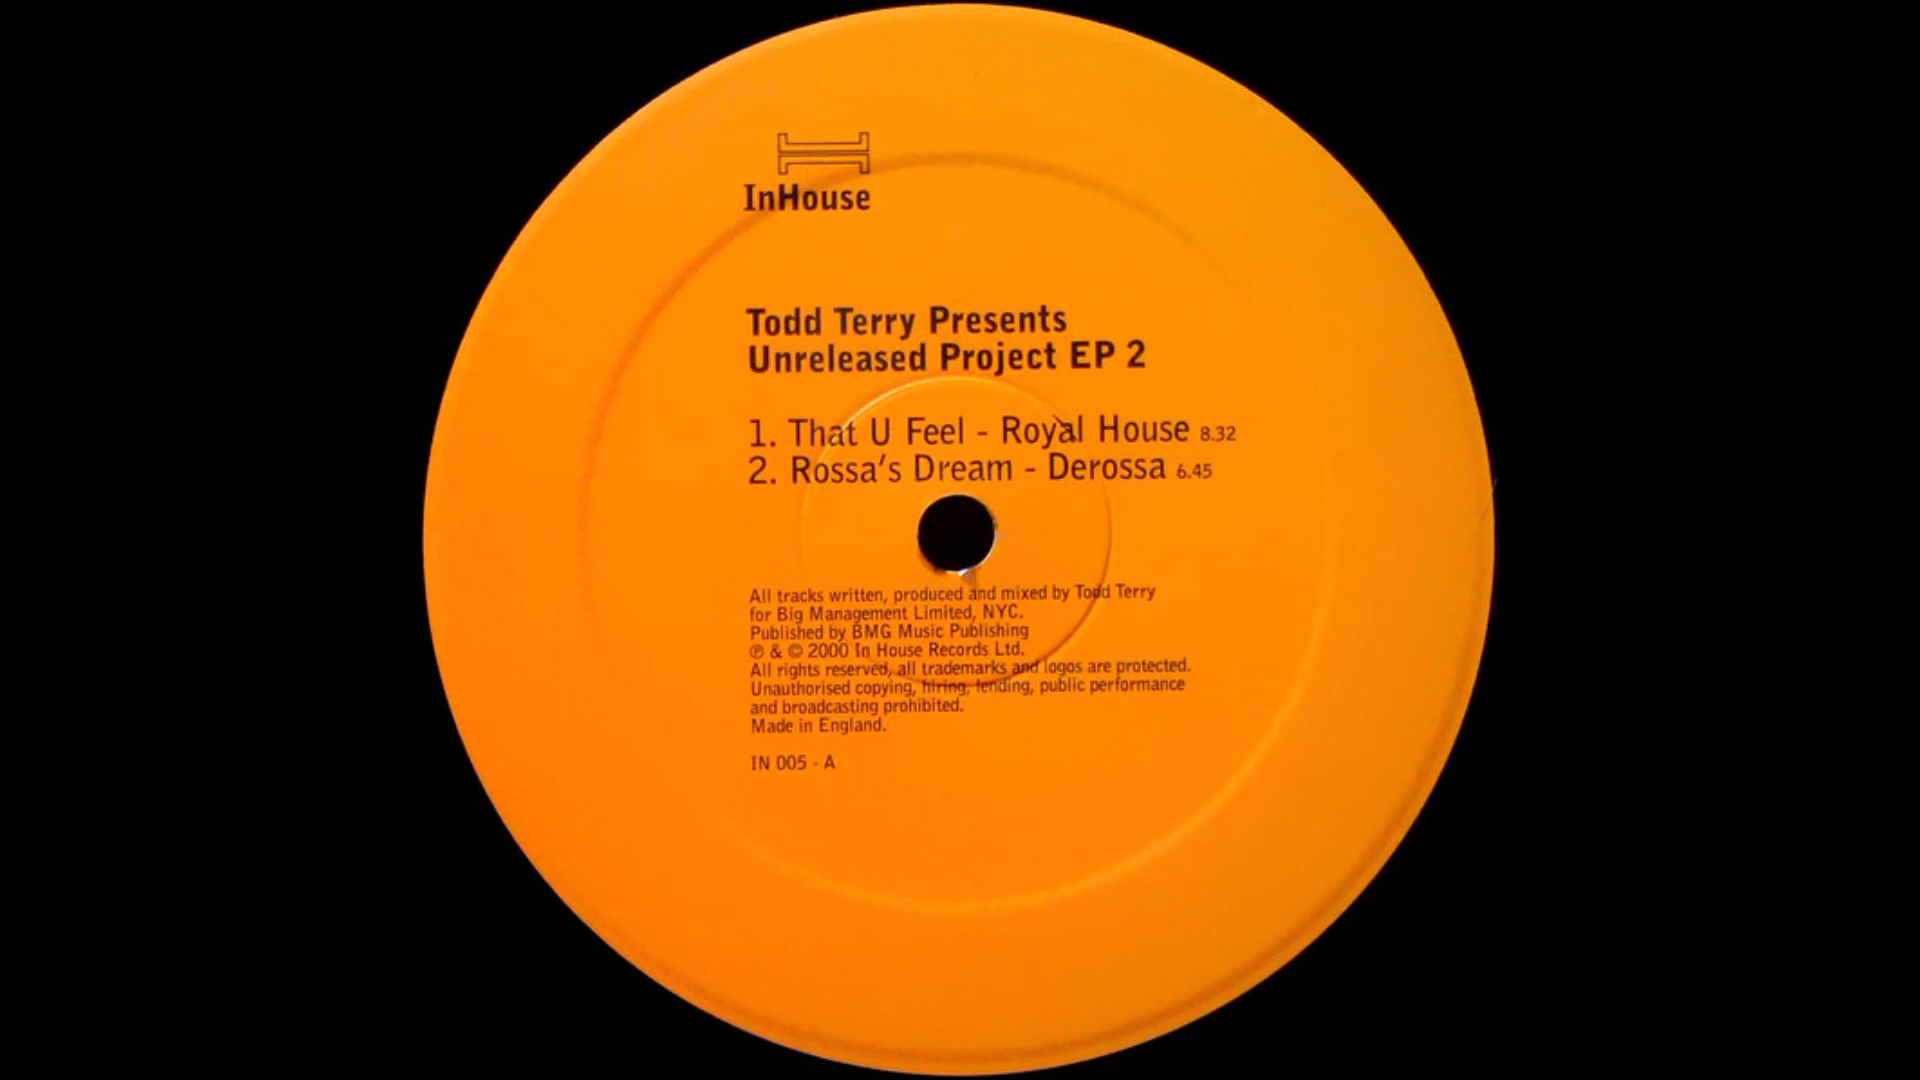 InHouse
Todd Terry Presents
Unreleased Project EP 2
1. That U Feel - Royal House 8.32
2. Rossa's Dream - Derossa 6.45
All tracks written, produced and mixed by Todd Terry
for Big Management Limited, NYC.
Published by BMG Music Publishing
℗ & © 2000 In House Records Ltd.
All rights reserved, all trademarks and logos are protected.
Unauthorised copying, hiring, lending, public performance
and broadcasting prohibited.
Made in England.
IN 005 - A